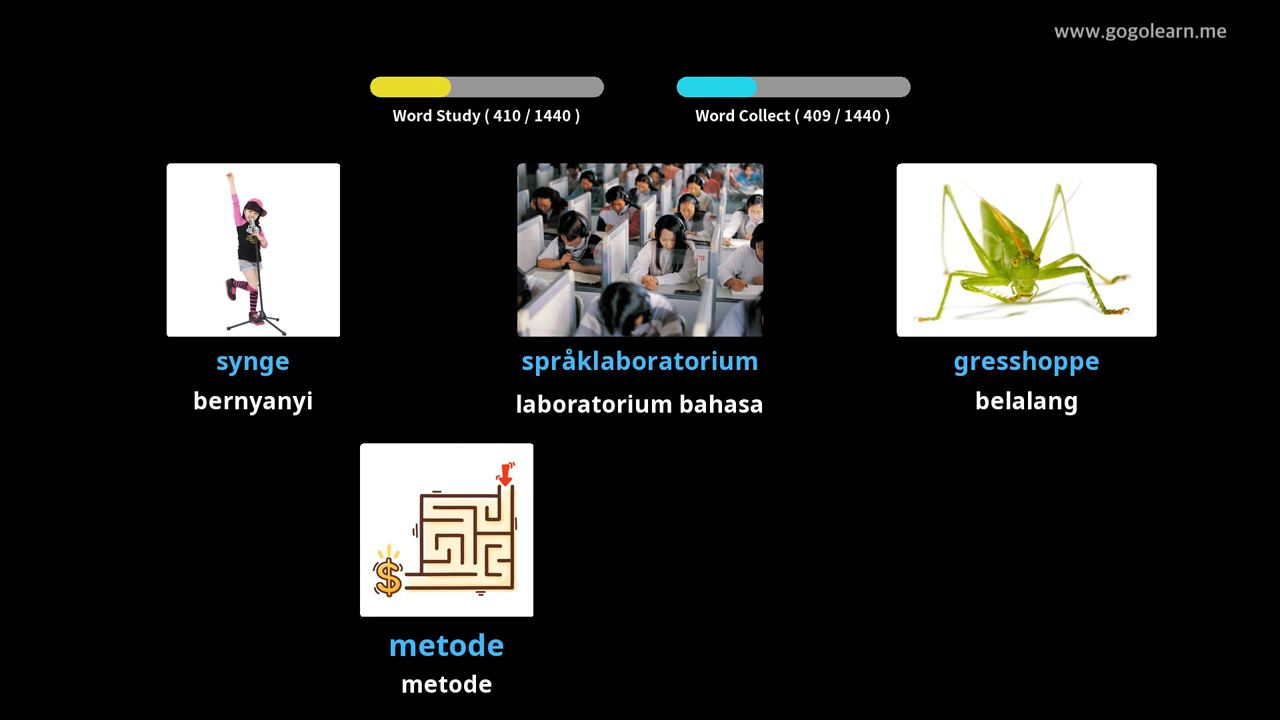 www.gogolearn.me
Word Study ( 410 / 1440 )
Word Collect ( 409 / 1440 )
synge
bernyanyi
språklaboratorium
laboratorium bahasa
gresshoppe
belalang
metode
metode